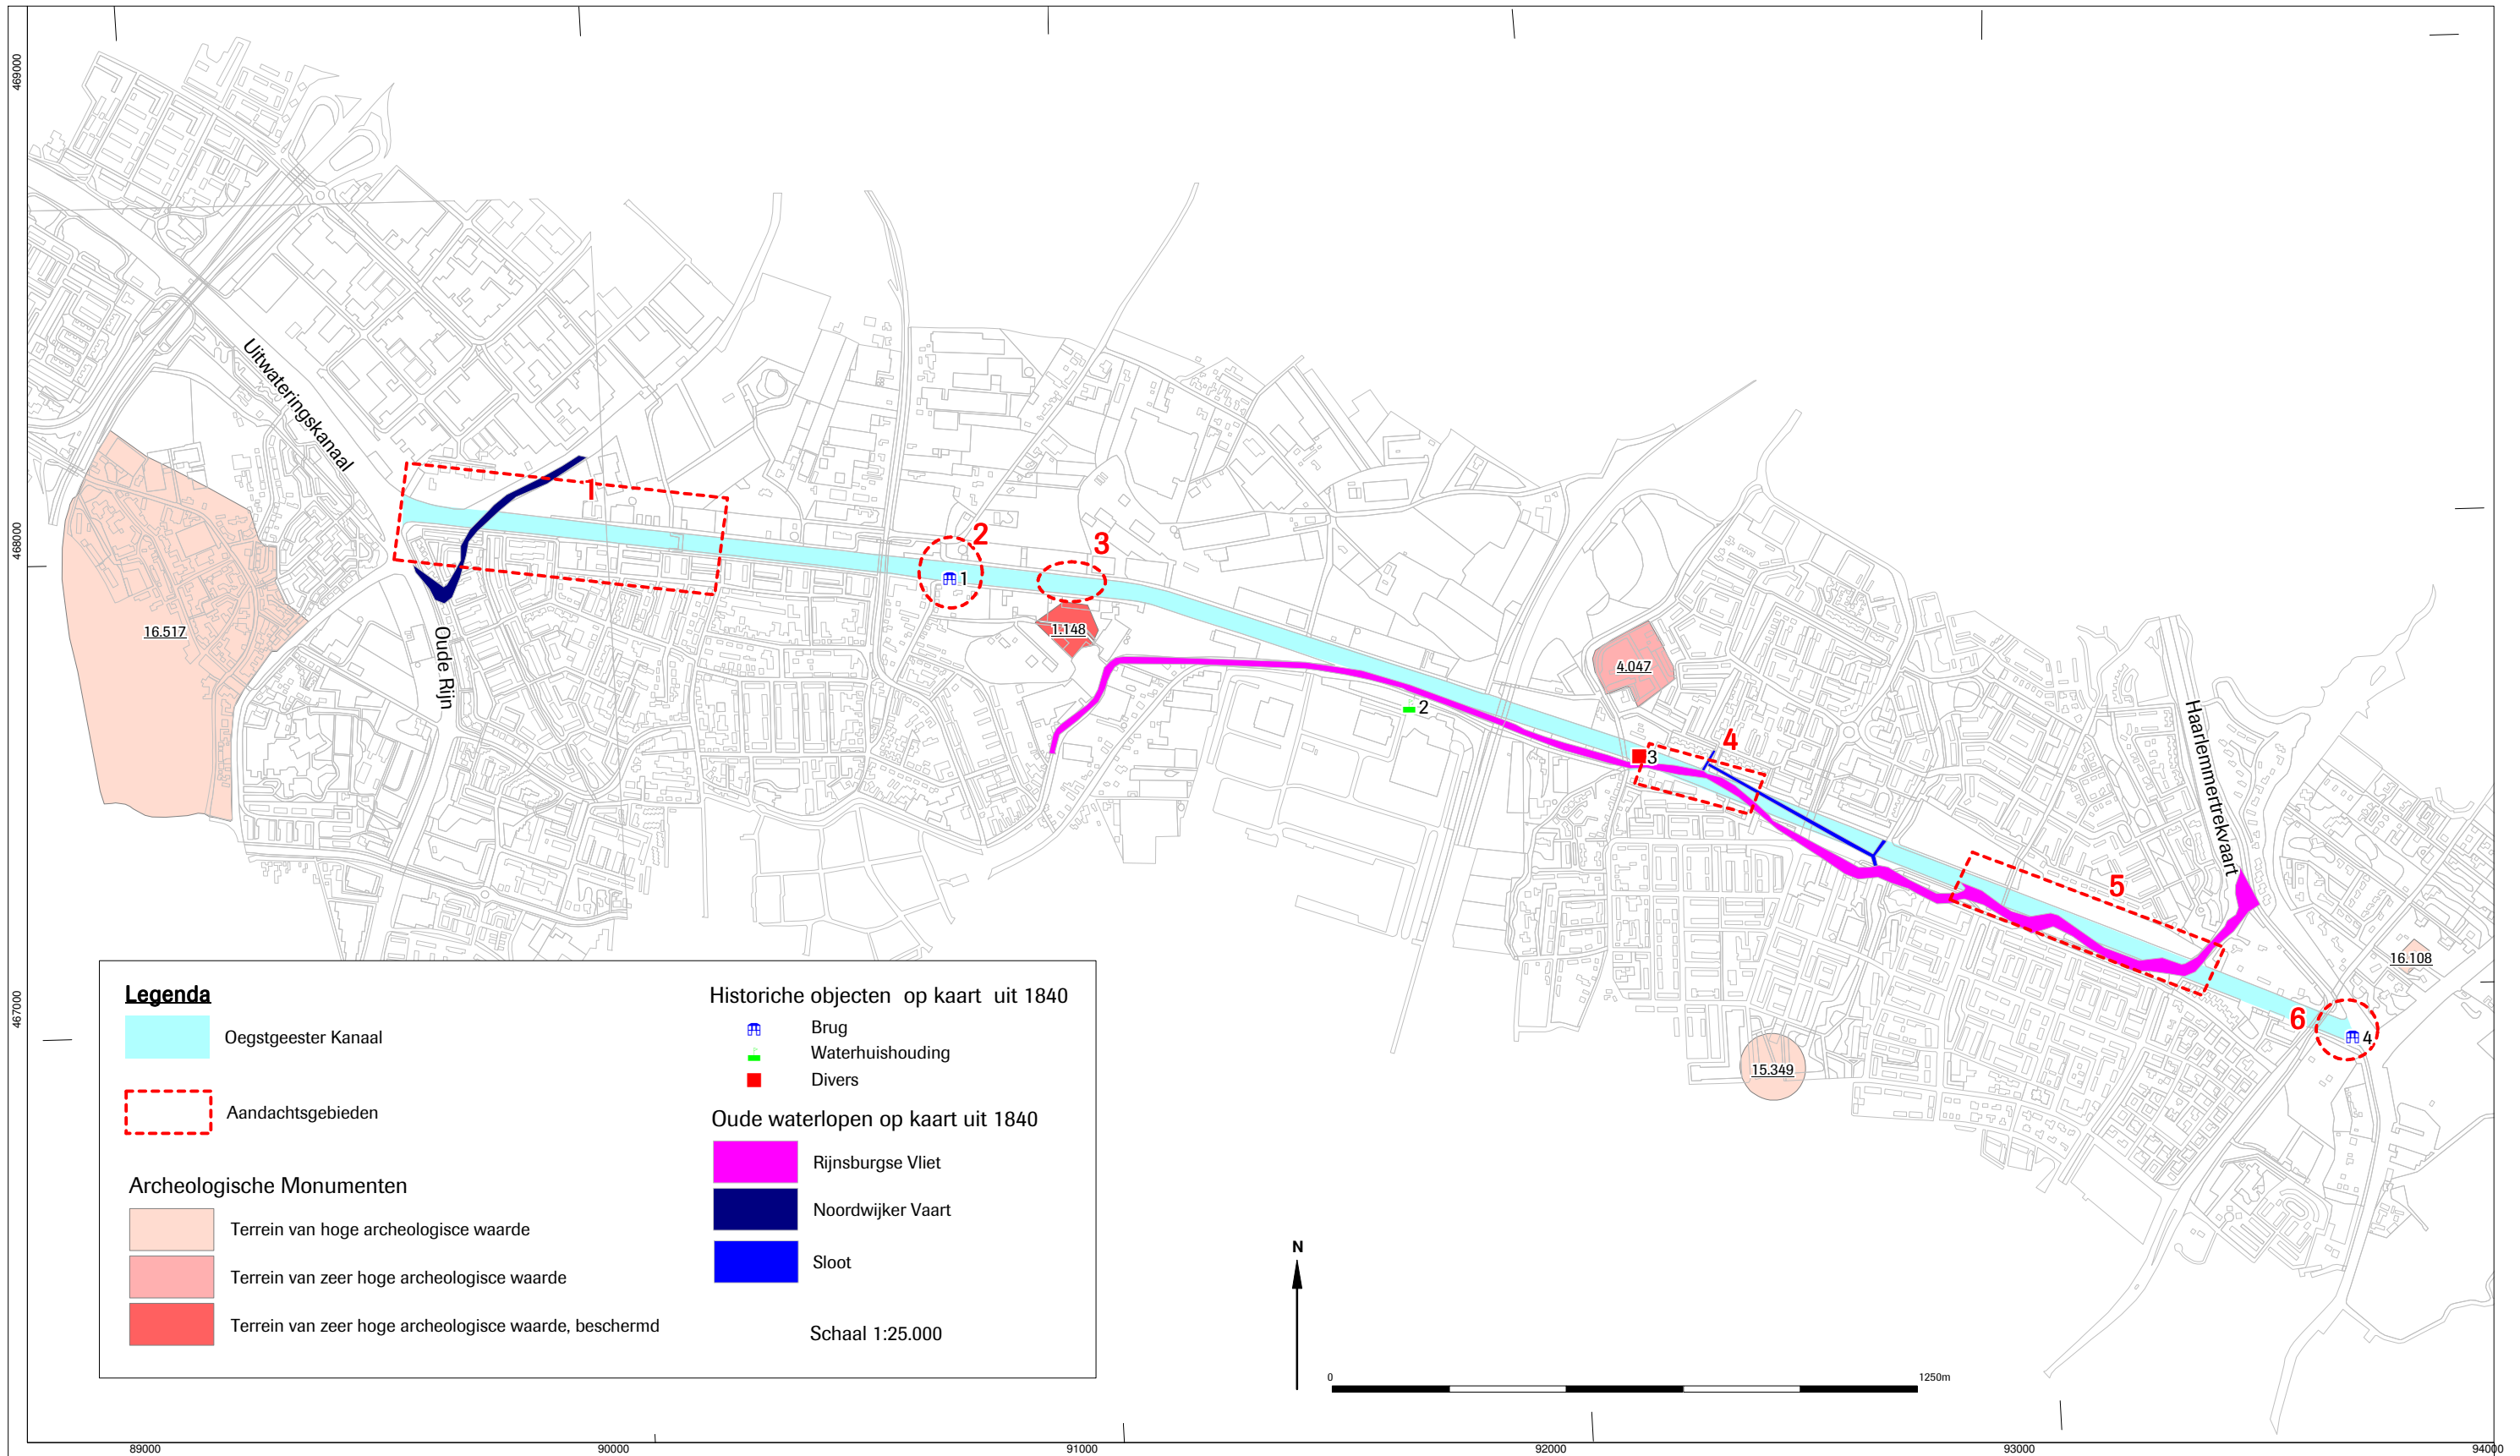 469000
468000
467000
Uitwateringskanaal
Oude Rijn
Haarlemmertrekvaart
1
2
3
4
5
6
1
2
3
4
16.517
1.148
4.047
15.349
16.108
Legenda
Oegstgeester Kanaal
Aandachtsgebieden
Archeologische Monumenten
Terrein van hoge archeologisce waarde
Terrein van zeer hoge archeologisce waarde
Terrein van zeer hoge archeologisce waarde, beschermd
Historiche objecten op kaart uit 1840
Brug
Waterhuishouding
Divers
Oude waterlopen op kaart uit 1840
Rijnsburgse Vliet
Noordwijker Vaart
Sloot
Schaal 1:25.000
N
0 1250m
89000 90000 91000 92000 93000 94000